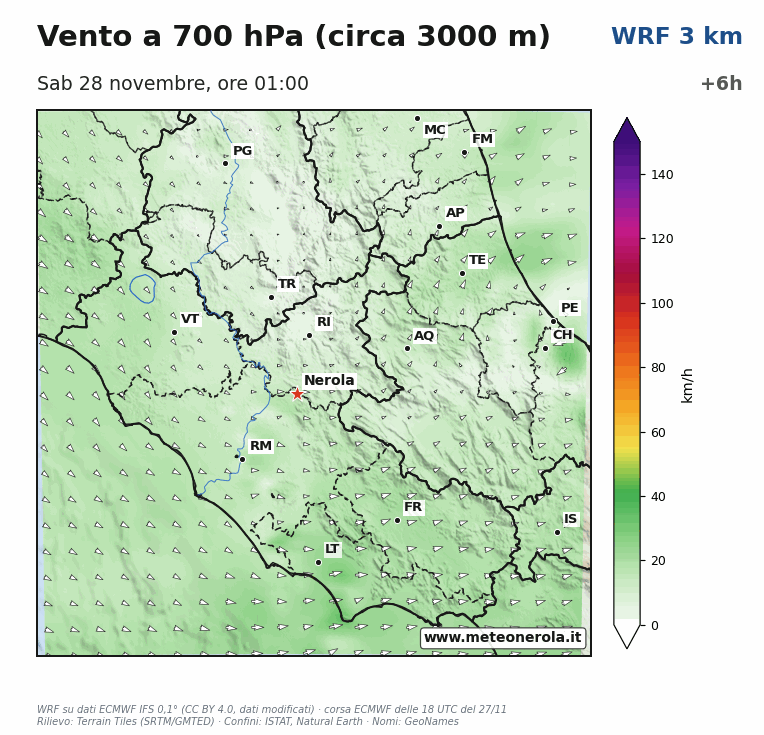 Vento a 700 hPa (circa 3000 m)
WRF 3 km
Sab 28 novembre, ore 01:00
+6h
MC
FM
PG
AP
TE
TR
PE
VT
RI
AQ
CH
Nerola
RM
FR
IS
LT
www.meteonerola.it
140
120
100
80
60
40
20
0
km/h
WRF su dati ECMWF IFS 0,1° (CC BY 4.0, dati modificati) · corsa ECMWF delle 18 UTC del 27/11
Rilievo: Terrain Tiles (SRTM/GMTED) · Confini: ISTAT, Natural Earth · Nomi: GeoNames